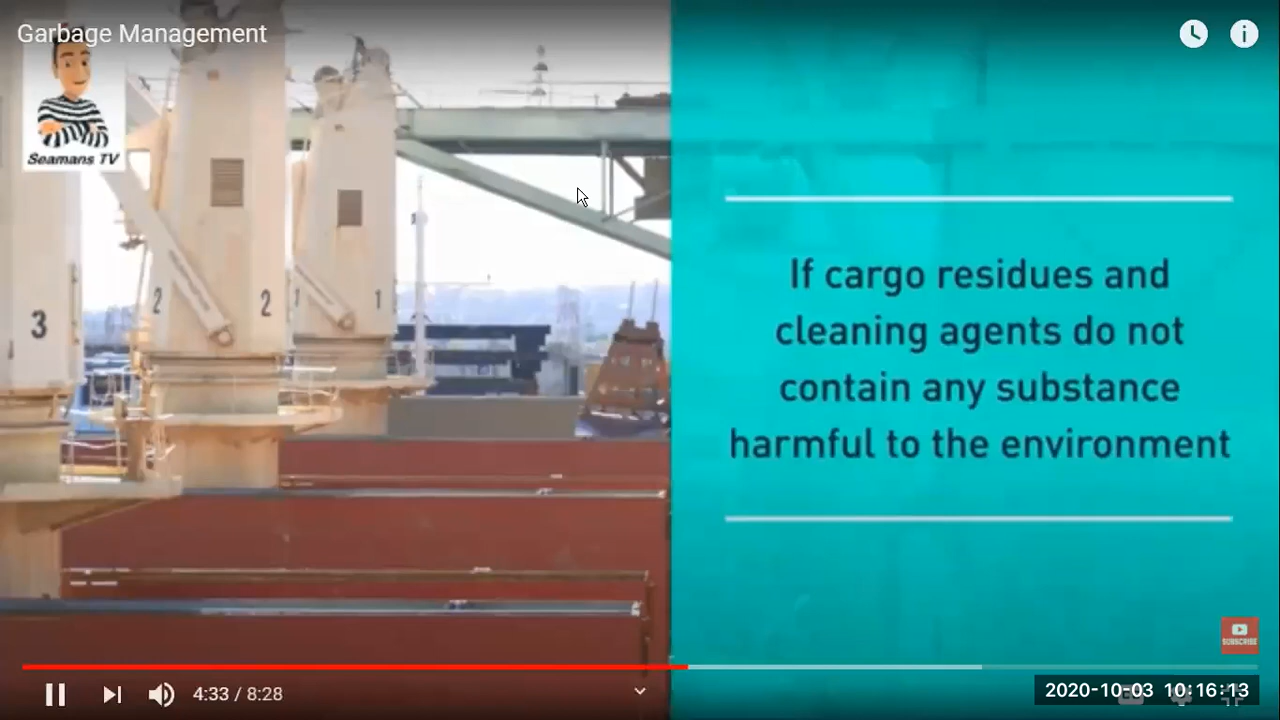 Garbage Management
Seamans TV
3
2
2
1
1
If cargo residues and
cleaning agents do not
contain any substance
harmful to the environment
SUBSCRIBE
4:33 / 8:28
2020-10-03 10:16:13